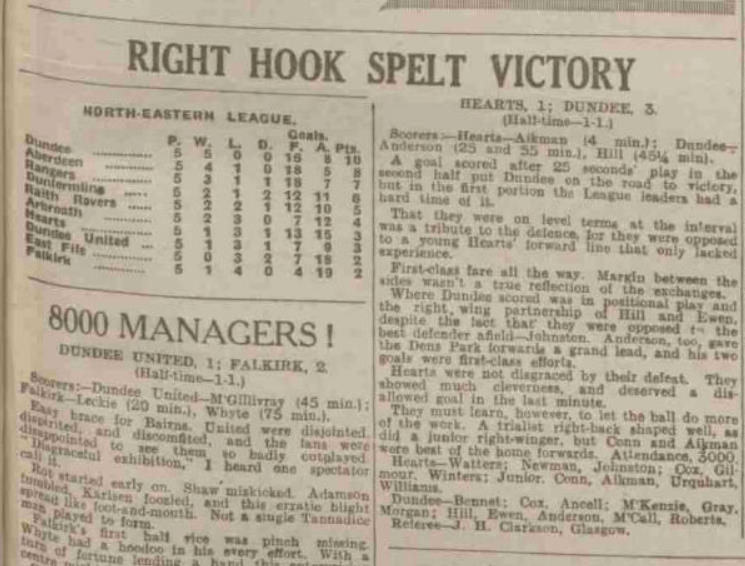 RIGHT HOOK SPELT VICTORY
NORTH-EASTERN LEAGUE.
Goals.
P. W. L. D. F. A. Pts.
Dundee ............ 5 5 0 0 16 8 10
Aberdeen ............ 5 4 1 0 18 5 8
Rangers ............ 5 3 1 1 18 7 7
Dunfermline ...... 5 2 1 2 12 11 6
Raith Rovers ...... 5 2 2 1 12 10 5
Arbroath ............ 5 2 3 0 7 12 4
Hearts ............ 5 1 3 1 13 15 3
Dundee United ... 5 1 3 1 7 9 3
East Fife ............ 5 0 3 2 7 18 2
Falkirk ............ 5 1 4 0 4 19 2
8000 MANAGERS!
DUNDEE UNITED, 1; FALKIRK, 2.
(Half-time—1-1.)
Scorers:—Dundee United—M'Gillivray (45 min.);
Falkirk—Leckie (20 min.), Whyte (75 min.).
Easy brace for Bairns. United were disjointed,
dispirited, and discomfited, and the fans were
disappointed to see them so badly outplayed.
"Disgraceful exhibition," I heard one spectator
call it.
Rot started early on. Shaw miskicked. Adamson
fumbled, Karlsen foozled, and this erratic blight
spread like foot-and-mouth. Not a single Tannadice
man played to form.
Falkirk's first half vice was pinch missing.
Whyte had a hoodoo in his every effort. With a
turn of fortune lending a hand this
centre
HEARTS, 1; DUNDEE, 3.
(Half-time—1-1.)
Scorers:—Hearts—Aikman (4 min.); Dundee—
Anderson (25 and 55 min.), Hill (45¼ min).
A goal scored after 25 seconds' play in the
second half put Dundee on the road to victory,
but in the first portion the League leaders had a
hard time of it.
That they were on level terms at the interval
was a tribute to the defence, for they were opposed
to a young Hearts' forward line that only lacked
experience.
First-class fare all the way. Margin between the
sides wasn't a true reflection of the exchanges.
Where Dundee scored was in positional play and
the right wing partnership of Hill and Ewen,
despite the fact that they were opposed to the
best defender afield—Johnston. Anderson, too, gave
the Dens Park forwards a grand lead, and his two
goals were first-class efforts.
Hearts were not disgraced by their defeat. They
showed much cleverness, and deserved a dis-
allowed goal in the last minute.
They must learn, however, to let the ball do more
of the work. A trialist right-back shaped well, as
did a junior right-winger, but Conn and Aikman
were best of the home forwards. Attendance, 3000.
Hearts—Watters; Newman, Johnston; Cox, Gil-
mour, Winters; Junior, Conn, Aikman, Urquhart,
Williams.
Dundee—Bennet; Cox, Ancell; M'Kenzie, Gray,
Morgan; Hill, Ewen, Anderson, M'Call, Roberts.
Referee—J. H. Clarkson, Glasgow.